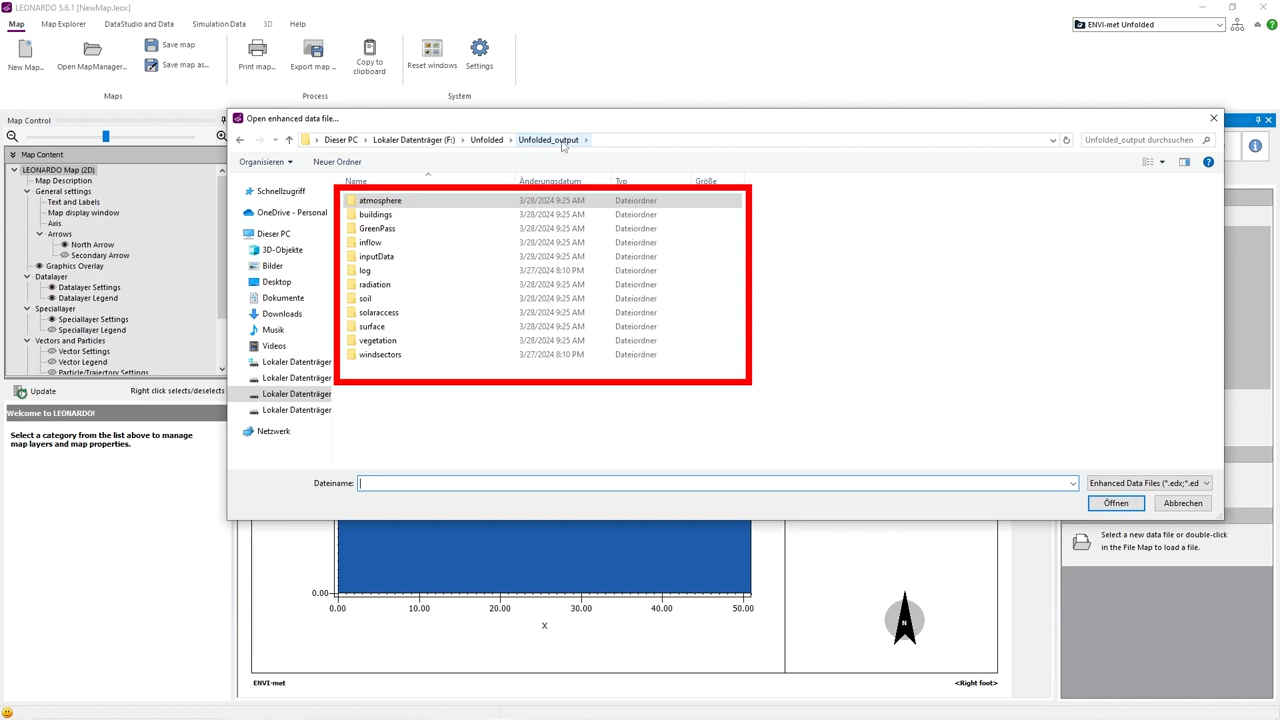 LEONARDO 5.6.1 [NewMap.leox]
Map Map Explorer DataStudio and Data Simulation Data 3D Help
ENVI-met Unfolded
New Map...
Open MapManager...
Save map
Save map as...
Print map...
Export map ...
Copy to
clipboard
Reset windows
Settings
Maps Process System
Map Control
Map Content
LEONARDO Map (2D)
Map Description
General settings
Text and Labels
Map display window
Axis
Arrows
North Arrow
Secondary Arrow
Graphics Overlay
Datalayer
Datalayer Settings
Datalayer Legend
Speciallayer
Speciallayer Settings
Speciallayer Legend
Vectors and Particles
Vector Settings
Vector Legend
Particle/Trajectory Settings
Update Right click selects/deselects
Welcome to LEONARDO!
Select a category from the list above to manage
map layers and map properties.
Open enhanced data file...
Dieser PC > Lokaler Datenträger (F:) > Unfolded > Unfolded_output >
Unfolded_output durchsuchen
Organisieren Neuer Ordner
Schnellzugriff
OneDrive - Personal
Dieser PC
3D-Objekte
Bilder
Desktop
Dokumente
Downloads
Musik
Videos
Lokaler Datenträger
Lokaler Datenträger
Lokaler Datenträger
Lokaler Datenträger
Netzwerk
Name Änderungsdatum Typ Größe
atmosphere 3/28/2024 9:25 AM Dateiordner
buildings 3/28/2024 9:25 AM Dateiordner
GreenPass 3/28/2024 9:25 AM Dateiordner
inflow 3/28/2024 9:25 AM Dateiordner
inputData 3/28/2024 9:25 AM Dateiordner
log 3/27/2024 8:10 PM Dateiordner
radiation 3/28/2024 9:25 AM Dateiordner
soil 3/28/2024 9:25 AM Dateiordner
solaraccess 3/28/2024 9:25 AM Dateiordner
surface 3/28/2024 9:25 AM Dateiordner
vegetation 3/28/2024 9:25 AM Dateiordner
windsectors 3/27/2024 8:10 PM Dateiordner
Dateiname:
Enhanced Data Files (*.edx;*.ed
Öffnen Abbrechen
Select a new data file or double-click
in the File Map to load a file.
0.00
0.00 10.00 20.00 30.00 40.00 50.00
X
N
ENVI-met <Right foot>